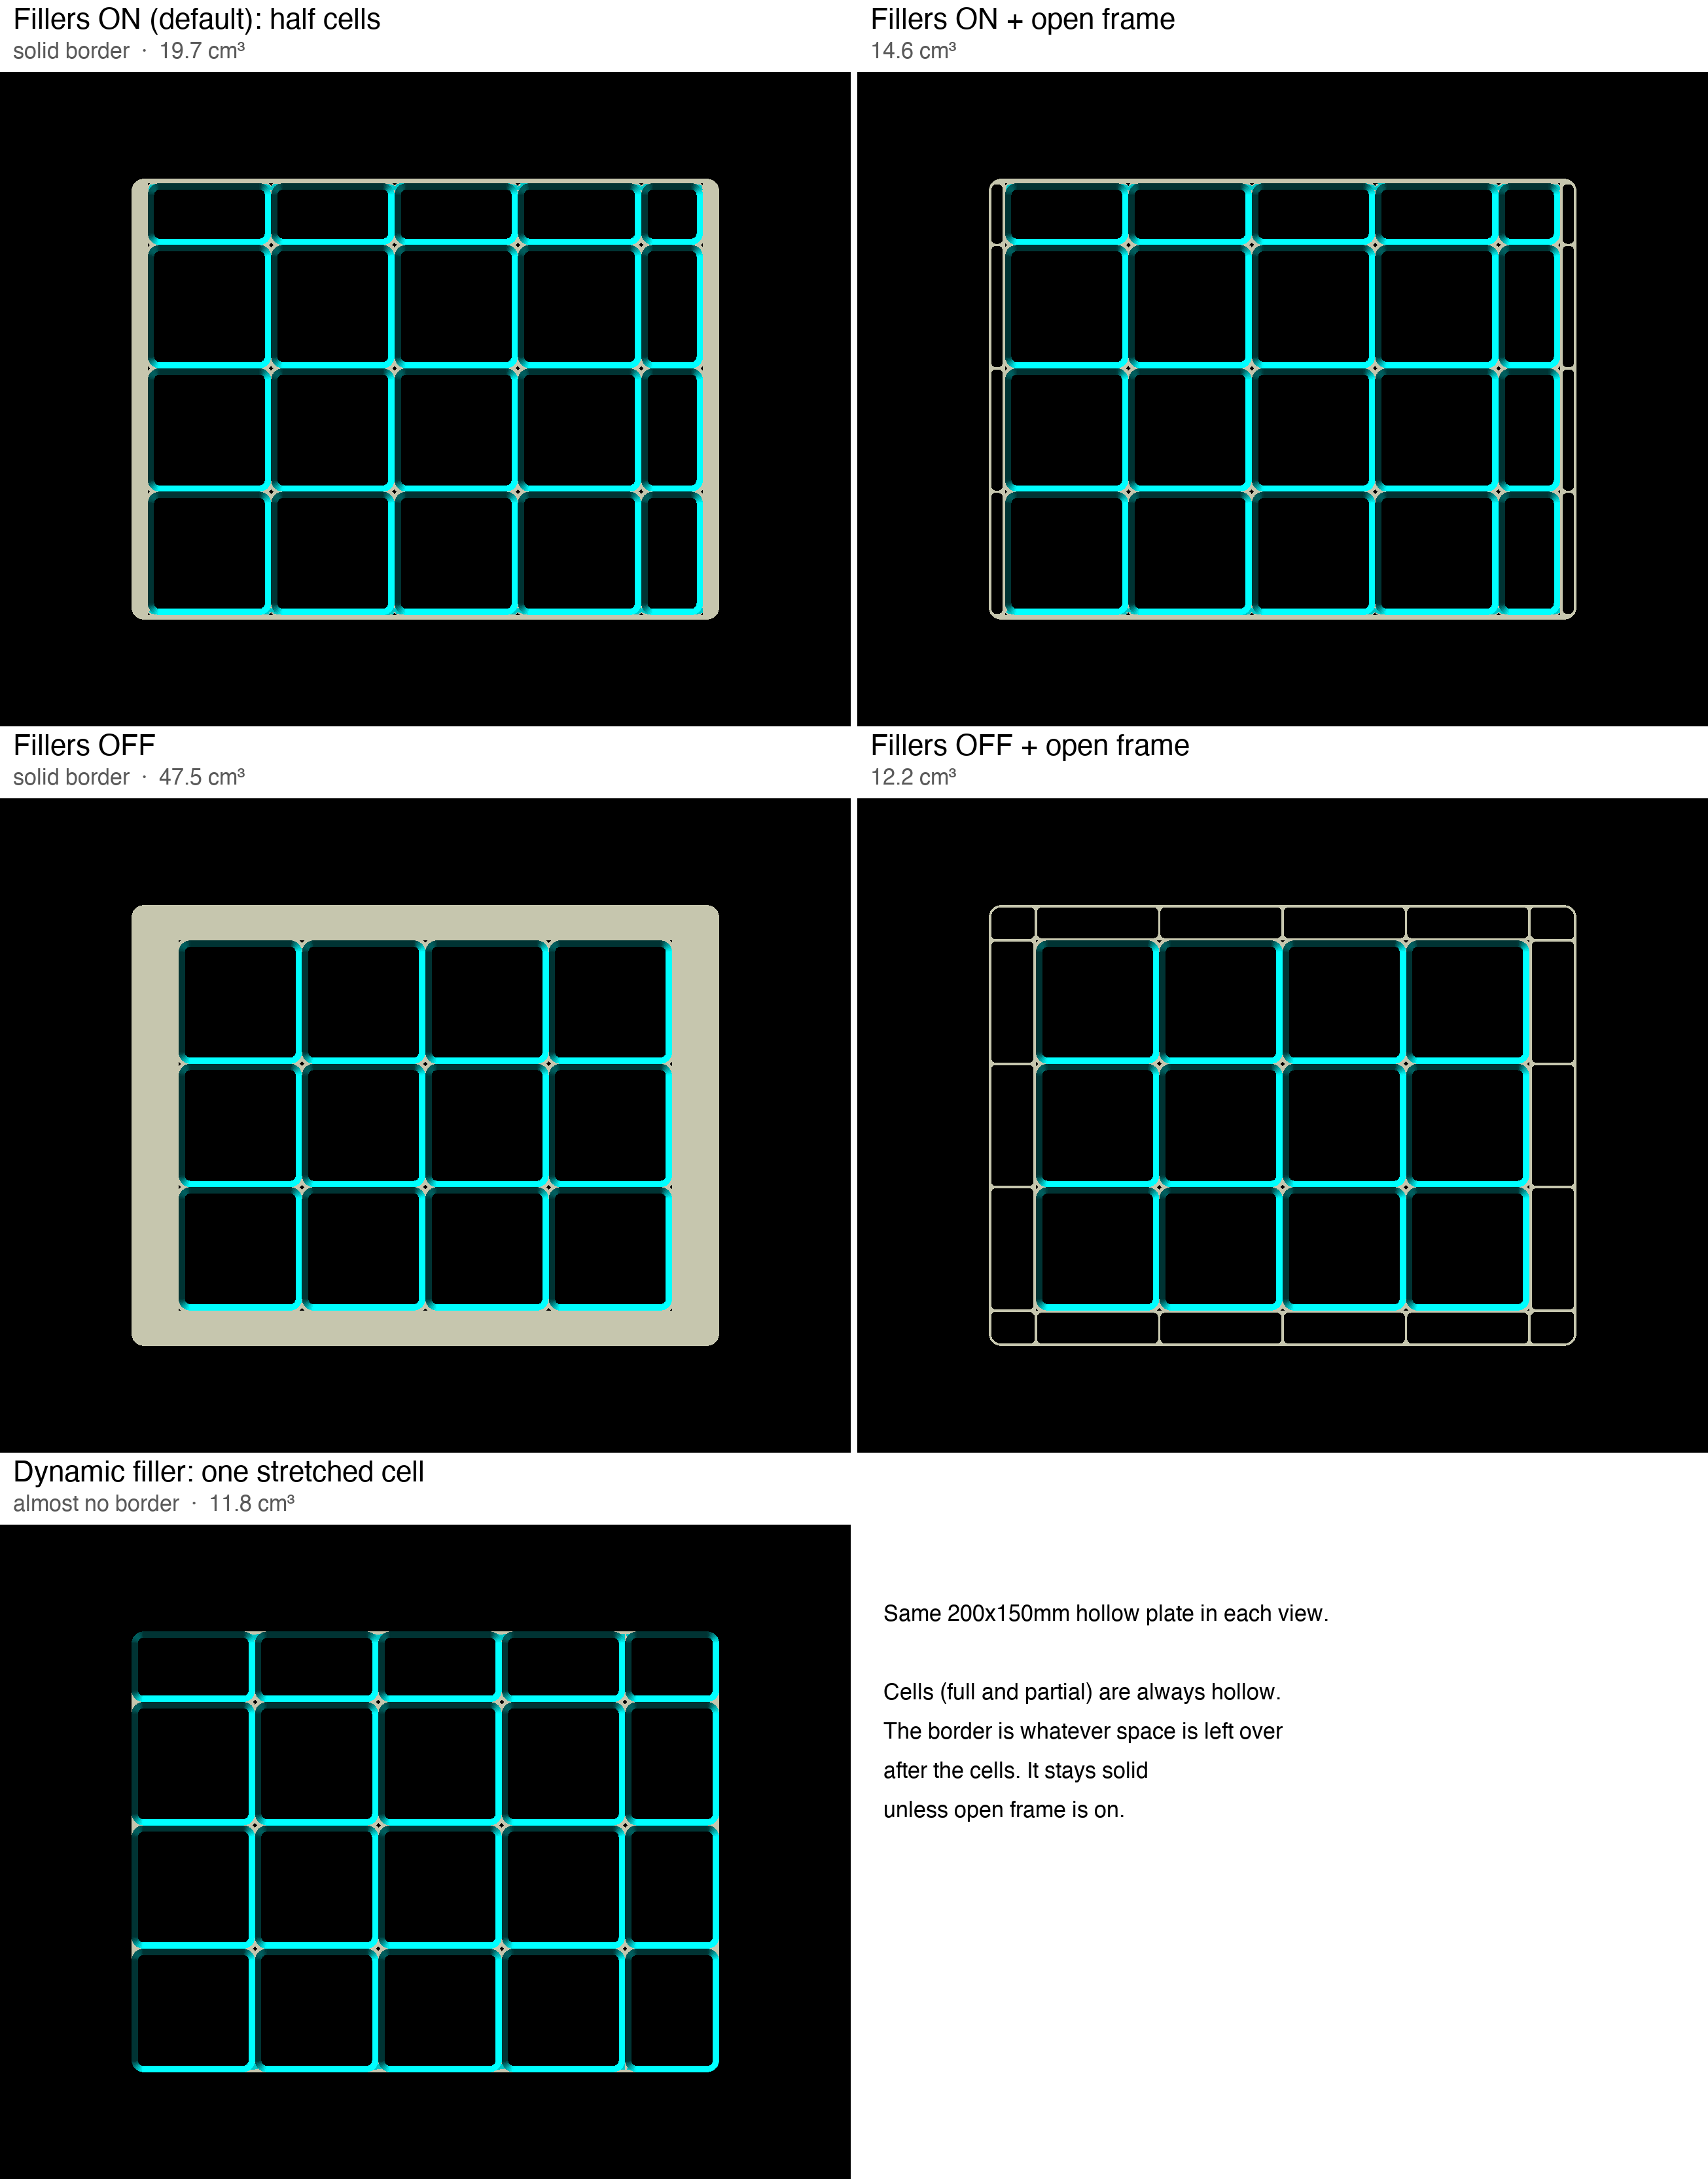 Fillers ON (default): half cells
solid border · 19.7 cm³
Fillers ON + open frame
14.6 cm³
Fillers OFF
solid border · 47.5 cm³
Fillers OFF + open frame
12.2 cm³
Dynamic filler: one stretched cell
almost no border · 11.8 cm³
Same 200x150mm hollow plate in each view.
Cells (full and partial) are always hollow.
The border is whatever space is left over
after the cells. It stays solid
unless open frame is on.